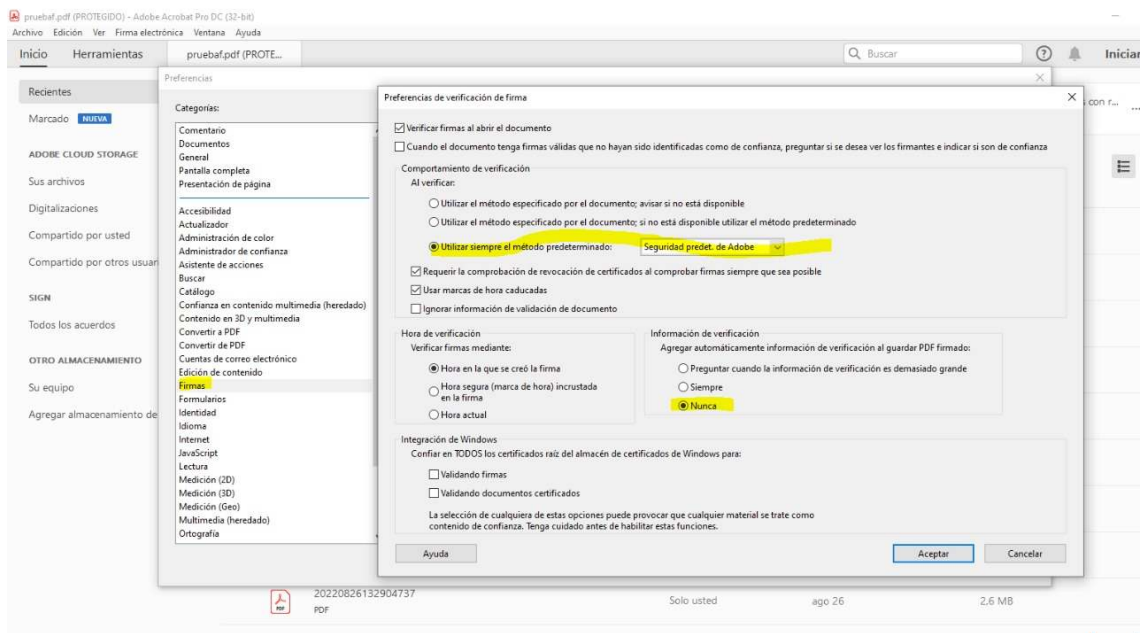 pruebaf.pdf (PROTEGIDO) - Adobe Acrobat Pro DC (32-bit)
Archivo Edición Ver Firma electrónica Ventana Ayuda
Inicio Herramientas pruebaf.pdf (PROTE... Buscar Iniciar
Recientes
Marcado NUEVA
ADOBE CLOUD STORAGE
Sus archivos
Digitalizaciones
Compartido por usted
Compartido por otros usuar
SIGN
Todos los acuerdos
OTRO ALMACENAMIENTO
Su equipo
Agregar almacenamiento de
Preferencias
Categorías:
Comentario
Documentos
General
Pantalla completa
Presentación de página
Accesibilidad
Actualizador
Administración de color
Administrador de confianza
Asistente de acciones
Buscar
Catálogo
Confianza en contenido multimedia (heredado)
Contenido en 3D y multimedia
Convertir a PDF
Convertir de PDF
Cuentas de correo electrónico
Edición de contenido
Firmas
Formularios
Identidad
Idioma
Internet
JavaScript
Lectura
Medición (2D)
Medición (3D)
Medición (Geo)
Multimedia (heredado)
Ortografía
Preferencias de verificación de firma
Verificar firmas al abrir el documento
Cuando el documento tenga firmas válidas que no hayan sido identificadas como de confianza, preguntar si se desea ver los firmantes e indicar si son de confianza
Comportamiento de verificación
Al verificar:
Utilizar el método especificado por el documento; avisar si no está disponible
Utilizar el método especificado por el documento; si no está disponible utilizar el método predeterminado
Utilizar siempre el método predeterminado: Seguridad predet. de Adobe
Requerir la comprobación de revocación de certificados al comprobar firmas siempre que sea posible
Usar marcas de hora caducadas
Ignorar información de validación de documento
Hora de verificación
Verificar firmas mediante:
Hora en la que se creó la firma
Hora segura (marca de hora) incrustada
en la firma
Hora actual
Información de verificación
Agregar automáticamente información de verificación al guardar PDF firmado:
Preguntar cuando la información de verificación es demasiado grande
Siempre
Nunca
Integración de Windows
Confiar en TODOS los certificados raíz del almacén de certificados de Windows para:
Validando firmas
Validando documentos certificados
La selección de cualquiera de estas opciones puede provocar que cualquier material se trate como
contenido de confianza. Tenga cuidado antes de habilitar estas funciones.
Ayuda Aceptar Cancelar
con r... ...
20220826132904737
PDF
Solo usted ago 26 2,6 MB